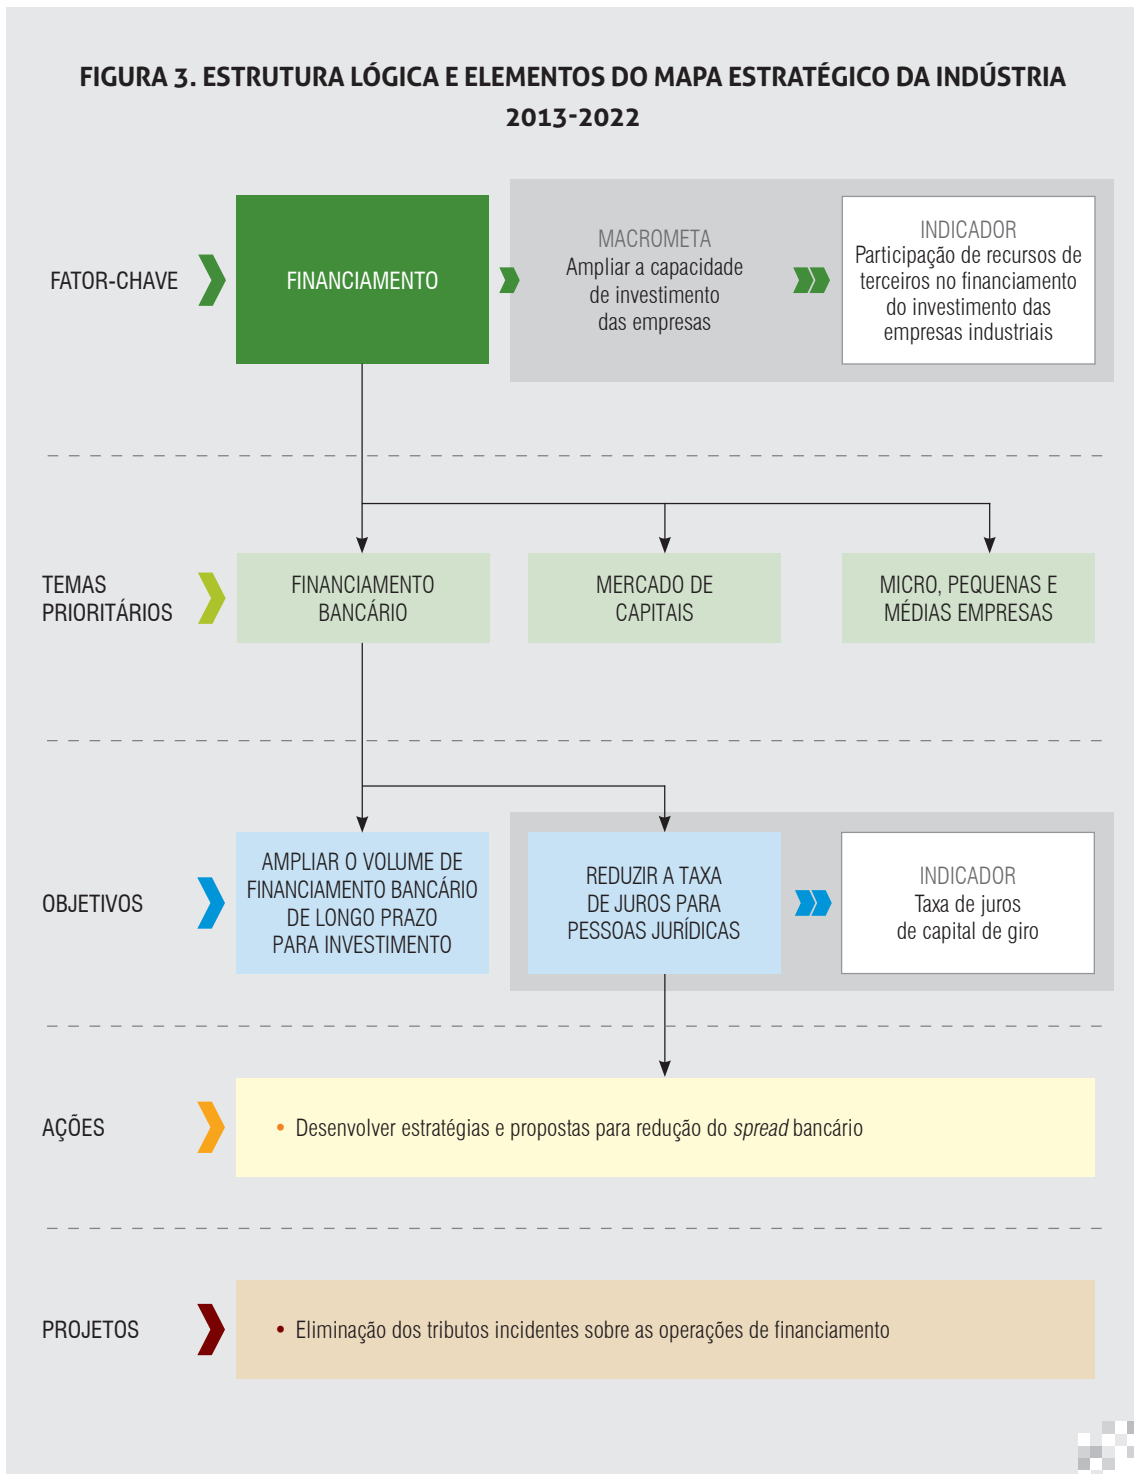 FIGURA 3. ESTRUTURA LÓGICA E ELEMENTOS DO MAPA ESTRATÉGICO DA INDÚSTRIA
2013-2022
FATOR-CHAVE
FINANCIAMENTO
MACROMETA
Ampliar a capacidade
de investimento
das empresas
INDICADOR
Participação de recursos de
terceiros no financiamento
do investimento das
empresas industriais
TEMAS
PRIORITÁRIOS
FINANCIAMENTO
BANCÁRIO
MERCADO DE
CAPITAIS
MICRO, PEQUENAS E
MÉDIAS EMPRESAS
OBJETIVOS
AMPLIAR O VOLUME DE
FINANCIAMENTO BANCÁRIO
DE LONGO PRAZO
PARA INVESTIMENTO
REDUZIR A TAXA
DE JUROS PARA
PESSOAS JURÍDICAS
INDICADOR
Taxa de juros
de capital de giro
AÇÕES
• Desenvolver estratégias e propostas para redução do spread bancário
PROJETOS
• Eliminação dos tributos incidentes sobre as operações de financiamento